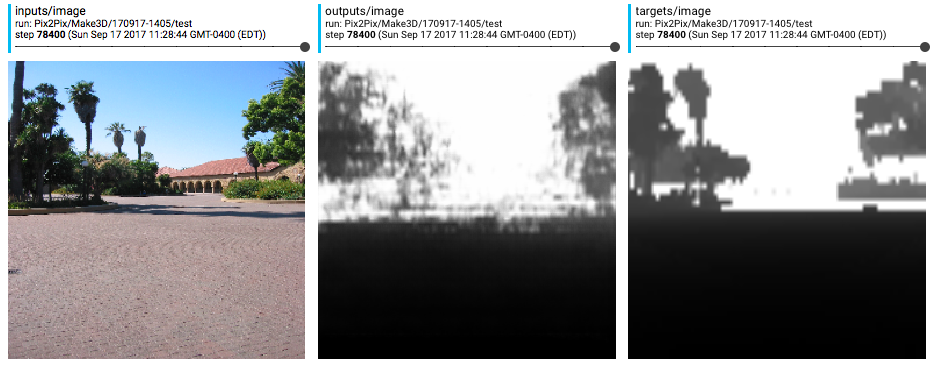 inputs/image
run: Pix2Pix/Make3D/170917-1405/test
step 78400 (Sun Sep 17 2017 11:28:44 GMT-0400 (EDT))
outputs/image
run: Pix2Pix/Make3D/170917-1405/test
step 78400 (Sun Sep 17 2017 11:28:44 GMT-0400 (EDT))
targets/image
run: Pix2Pix/Make3D/170917-1405/test
step 78400 (Sun Sep 17 2017 11:28:44 GMT-0400 (EDT))